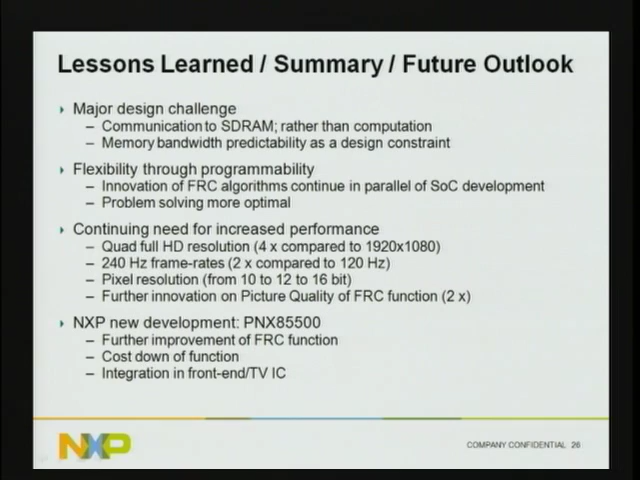 Lessons Learned / Summary / Future Outlook
Major design challenge
– Communication to SDRAM; rather than computation
– Memory bandwidth predictability as a design constraint
Flexibility through programmability
– Innovation of FRC algorithms continue in parallel of SoC development
– Problem solving more optimal
Continuing need for increased performance
– Quad full HD resolution (4 x compared to 1920x1080)
– 240 Hz frame-rates (2 x compared to 120 Hz)
– Pixel resolution (from 10 to 12 to 16 bit)
– Further innovation on Picture Quality of FRC function (2 x)
NXP new development: PNX85500
– Further improvement of FRC function
– Cost down of function
– Integration in front-end/TV IC
NXP
COMPANY CONFIDENTIAL 26